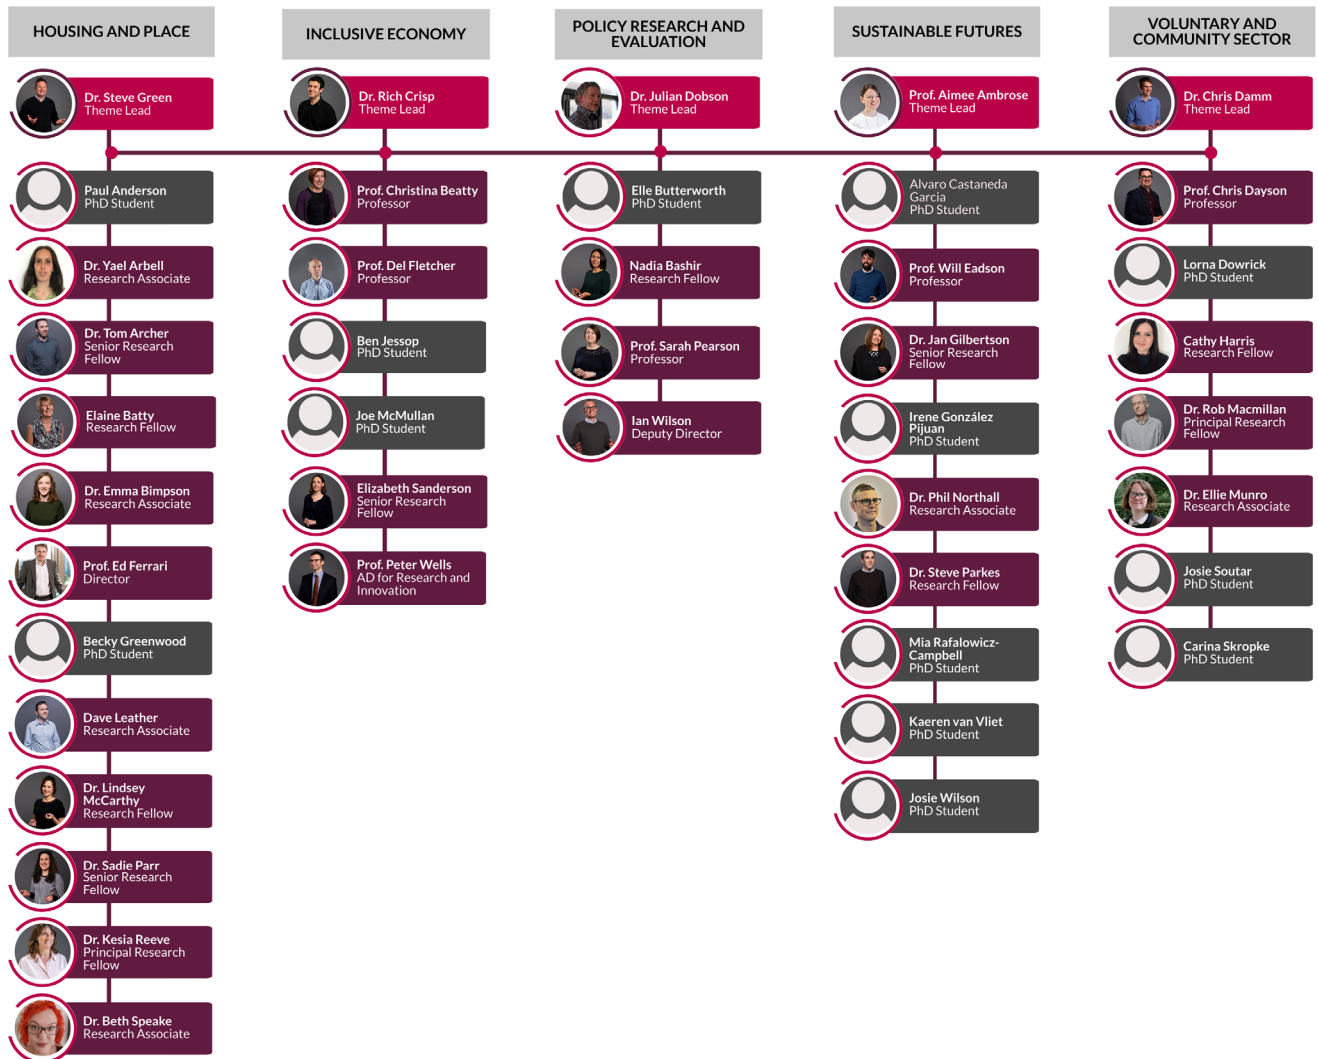 HOUSING AND PLACE
Dr. Steve Green
Theme Lead
Paul Anderson
PhD Student
Dr. Yael Arbell
Research Associate
Dr. Tom Archer
Senior Research
Fellow
Elaine Batty
Research Fellow
Dr. Emma Bimpson
Research Associate
Prof. Ed Ferrari
Director
Becky Greenwood
PhD Student
Dave Leather
Research Associate
Dr. Lindsey
McCarthy
Research Fellow
Dr. Sadie Parr
Senior Research
Fellow
Dr. Kesia Reeve
Principal Research
Fellow
Dr. Beth Speake
Research Associate
INCLUSIVE ECONOMY
Dr. Rich Crisp
Theme Lead
Prof. Christina Beatty
Professor
Prof. Del Fletcher
Professor
Ben Jessop
PhD Student
Joe McMullan
PhD Student
Elizabeth Sanderson
Senior Research
Fellow
Prof. Peter Wells
AD for Research and
Innovation
POLICY RESEARCH AND
EVALUATION
Dr. Julian Dobson
Theme Lead
Elle Butterworth
PhD Student
Nadia Bashir
Research Fellow
Prof. Sarah Pearson
Professor
Ian Wilson
Deputy Director
SUSTAINABLE FUTURES
Prof. Aimee Ambrose
Theme Lead
Alvaro Castaneda
Garcia
PhD Student
Prof. Will Eadson
Professor
Dr. Jan Gilbertson
Senior Research
Fellow
Irene González
Pijuan
PhD Student
Dr. Phil Northall
Research Associate
Dr. Steve Parkes
Research Fellow
Mia Rafalowicz-
Campbell
PhD Student
Kaeren van Vliet
PhD Student
Josie Wilson
PhD Student
VOLUNTARY AND
COMMUNITY SECTOR
Dr. Chris Damm
Theme Lead
Prof. Chris Dayson
Professor
Lorna Dowrick
PhD Student
Cathy Harris
Research Fellow
Dr. Rob Macmillan
Principal Research
Fellow
Dr. Ellie Munro
Research Associate
Josie Soutar
PhD Student
Carina Skropke
PhD Student